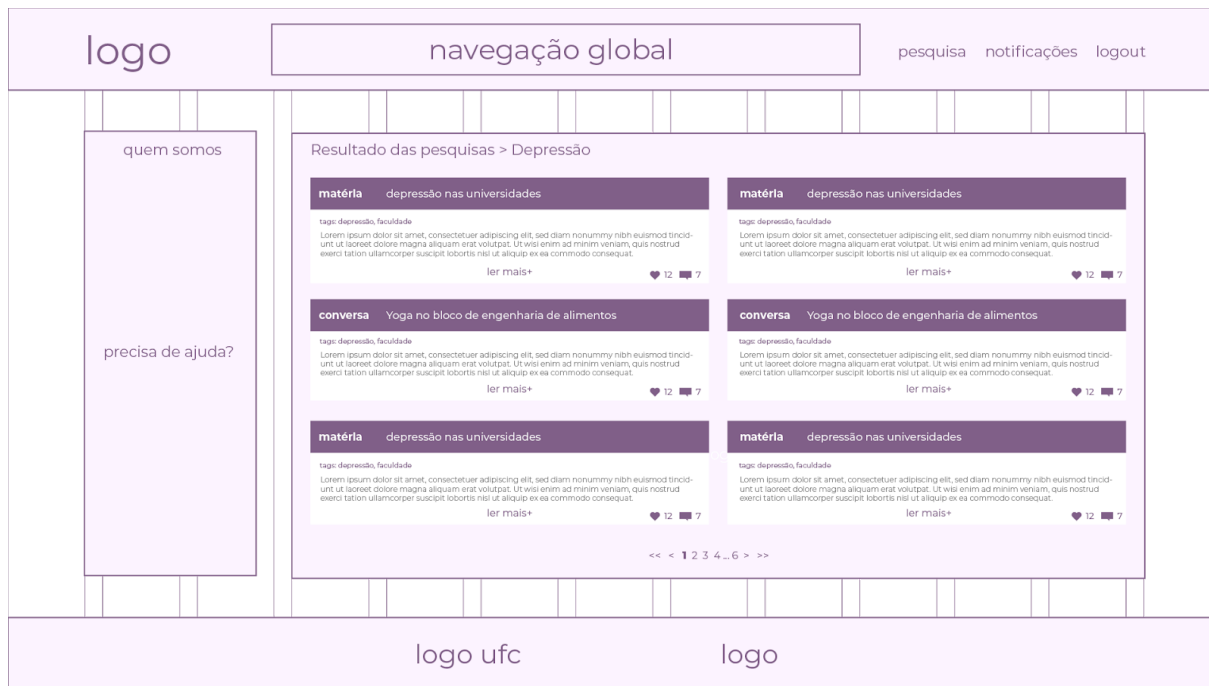 logo
navegação global
pesquisa notificações logout
quem somos
precisa de ajuda?
Resultado das pesquisas > Depressão
matéria depressão nas universidades
tags: depressão, faculdade
Lorem ipsum dolor sit amet, consectetuer adipiscing elit, sed diam nonummy nibh euismod tincid-
unt ut laoreet dolore magna aliquam erat volutpat. Ut wisi enim ad minim veniam, quis nostrud
exerci tation ullamcorper suscipit lobortis nisl ut aliquip ex ea commodo consequat.
ler mais+
12 7
matéria depressão nas universidades
tags: depressão, faculdade
Lorem ipsum dolor sit amet, consectetuer adipiscing elit, sed diam nonummy nibh euismod tincid-
unt ut laoreet dolore magna aliquam erat volutpat. Ut wisi enim ad minim veniam, quis nostrud
exerci tation ullamcorper suscipit lobortis nisl ut aliquip ex ea commodo consequat.
ler mais+
12 7
conversa Yoga no bloco de engenharia de alimentos
tags: depressão, faculdade
Lorem ipsum dolor sit amet, consectetuer adipiscing elit, sed diam nonummy nibh euismod tincid-
unt ut laoreet dolore magna aliquam erat volutpat. Ut wisi enim ad minim veniam, quis nostrud
exerci tation ullamcorper suscipit lobortis nisl ut aliquip ex ea commodo consequat.
ler mais+
12 7
conversa Yoga no bloco de engenharia de alimentos
tags: depressão, faculdade
Lorem ipsum dolor sit amet, consectetuer adipiscing elit, sed diam nonummy nibh euismod tincid-
unt ut laoreet dolore magna aliquam erat volutpat. Ut wisi enim ad minim veniam, quis nostrud
exerci tation ullamcorper suscipit lobortis nisl ut aliquip ex ea commodo consequat.
ler mais+
12 7
matéria depressão nas universidades
tags: depressão, faculdade
Lorem ipsum dolor sit amet, consectetuer adipiscing elit, sed diam nonummy nibh euismod tincid-
unt ut laoreet dolore magna aliquam erat volutpat. Ut wisi enim ad minim veniam, quis nostrud
exerci tation ullamcorper suscipit lobortis nisl ut aliquip ex ea commodo consequat.
ler mais+
12 7
matéria depressão nas universidades
tags: depressão, faculdade
Lorem ipsum dolor sit amet, consectetuer adipiscing elit, sed diam nonummy nibh euismod tincid-
unt ut laoreet dolore magna aliquam erat volutpat. Ut wisi enim ad minim veniam, quis nostrud
exerci tation ullamcorper suscipit lobortis nisl ut aliquip ex ea commodo consequat.
ler mais+
12 7
<< < 1 2 3 4 ... 6 > >>
logo ufc
logo